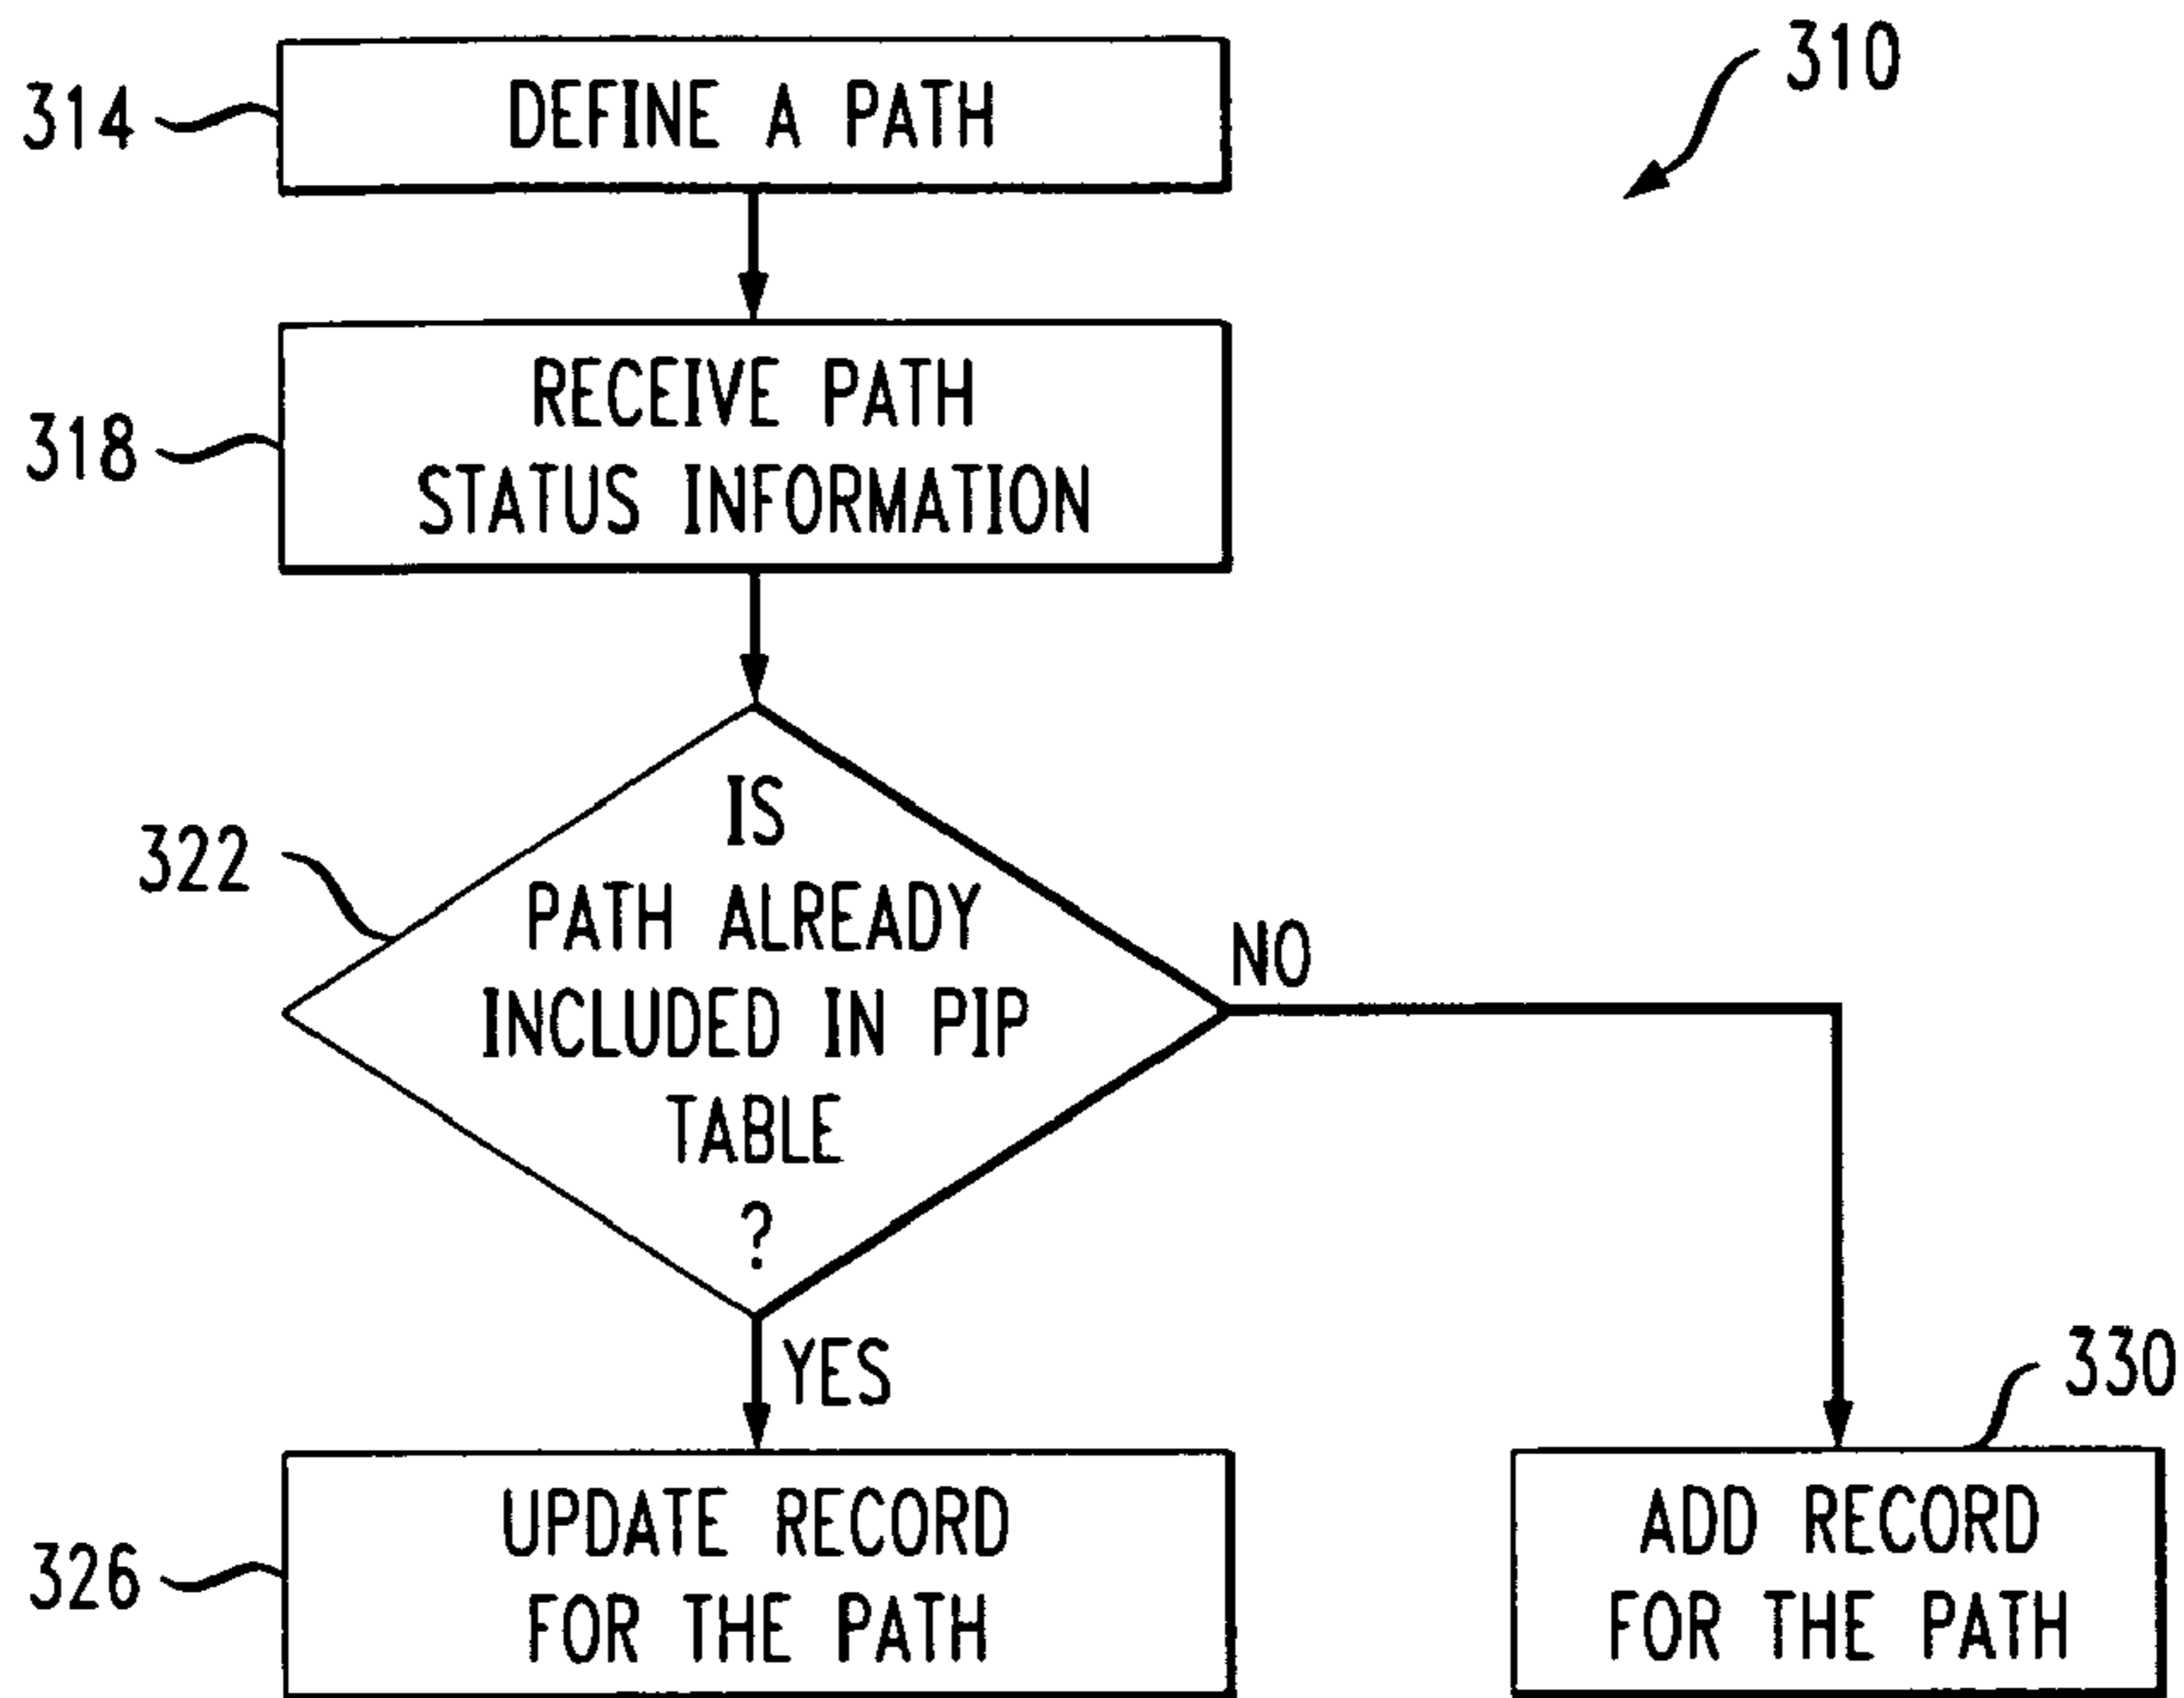 310
314
DEFINE A PATH
318
RECEIVE PATH
STATUS INFORMATION
322
IS
PATH ALREADY
INCLUDED IN PIP
TABLE
?
NO
YES
330
326
UPDATE RECORD
FOR THE PATH
ADD RECORD
FOR THE PATH